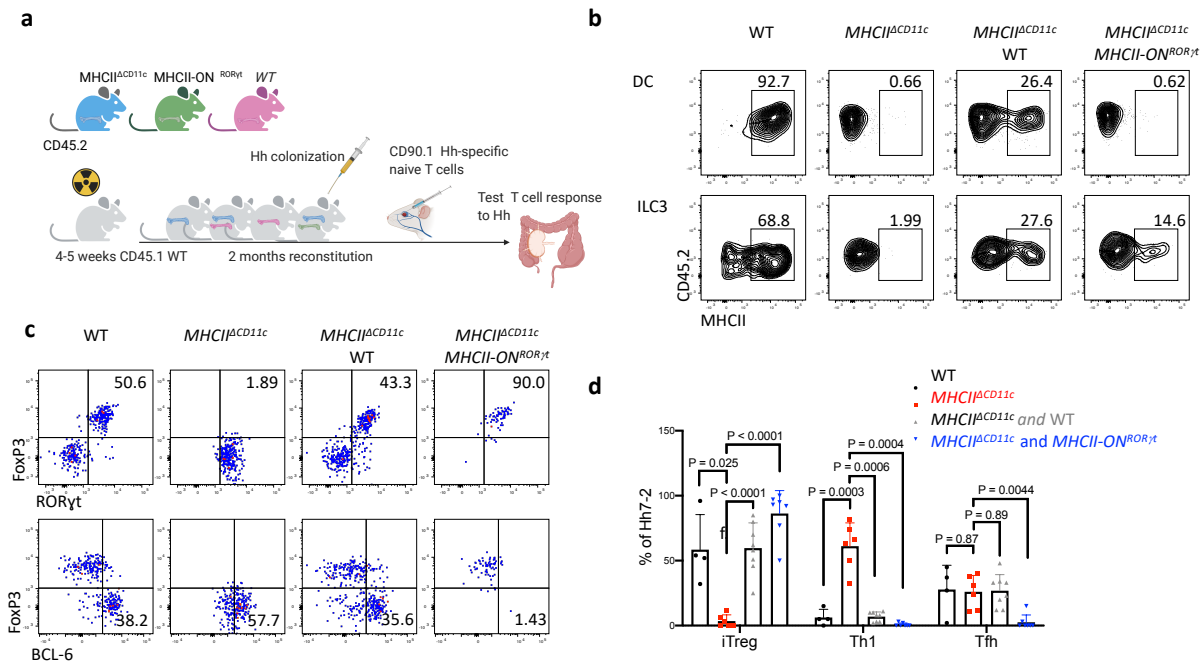 a
MHCII^ΔCD11c MHCII-ON ^RORγt WT
CD45.2
Hh colonization
CD90.1 Hh-specific
naive T cells
Test T cell response
to Hh
4-5 weeks CD45.1 WT
2 months reconstitution
b
WT
MHCII^ΔCD11c
MHCII^ΔCD11c
WT
MHCII^ΔCD11c
MHCII-ON^RORγt
DC
92.7
0.66
26.4
0.62
ILC3
68.8
1.99
27.6
14.6
CD45.2
MHCII
c
WT
MHCII^ΔCD11c
MHCII^ΔCD11c
WT
MHCII^ΔCD11c
MHCII-ON^RORγt
50.6
1.89
43.3
90.0
FoxP3
RORγt
38.2
57.7
35.6
1.43
FoxP3
BCL-6
d
WT
MHCII^ΔCD11c
MHCII^ΔCD11c and WT
MHCII^ΔCD11c and MHCII-ON^RORγt
150
100
50
0
% of Hh7-2
P < 0.0001
P = 0.025
P < 0.0001
f
P = 0.0004
P = 0.0006
P = 0.0003
P = 0.0044
P = 0.89
P = 0.87
iTreg
Th1
Tfh